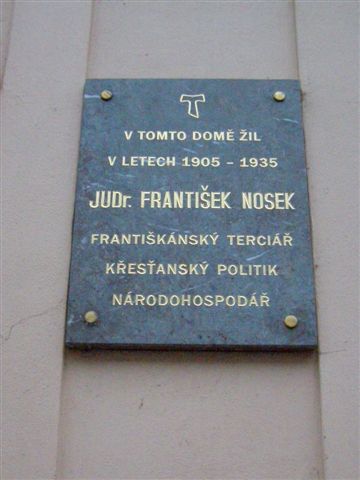 V TOMTO DOMĚ ŽIL
V LETECH 1905 - 1935
JUDr. FRANTIŠEK NOSEK
FRANTIŠKÁNSKÝ TERCIÁŘ
KŘESŤANSKÝ POLITIK
NÁRODOHOSPODÁŘ